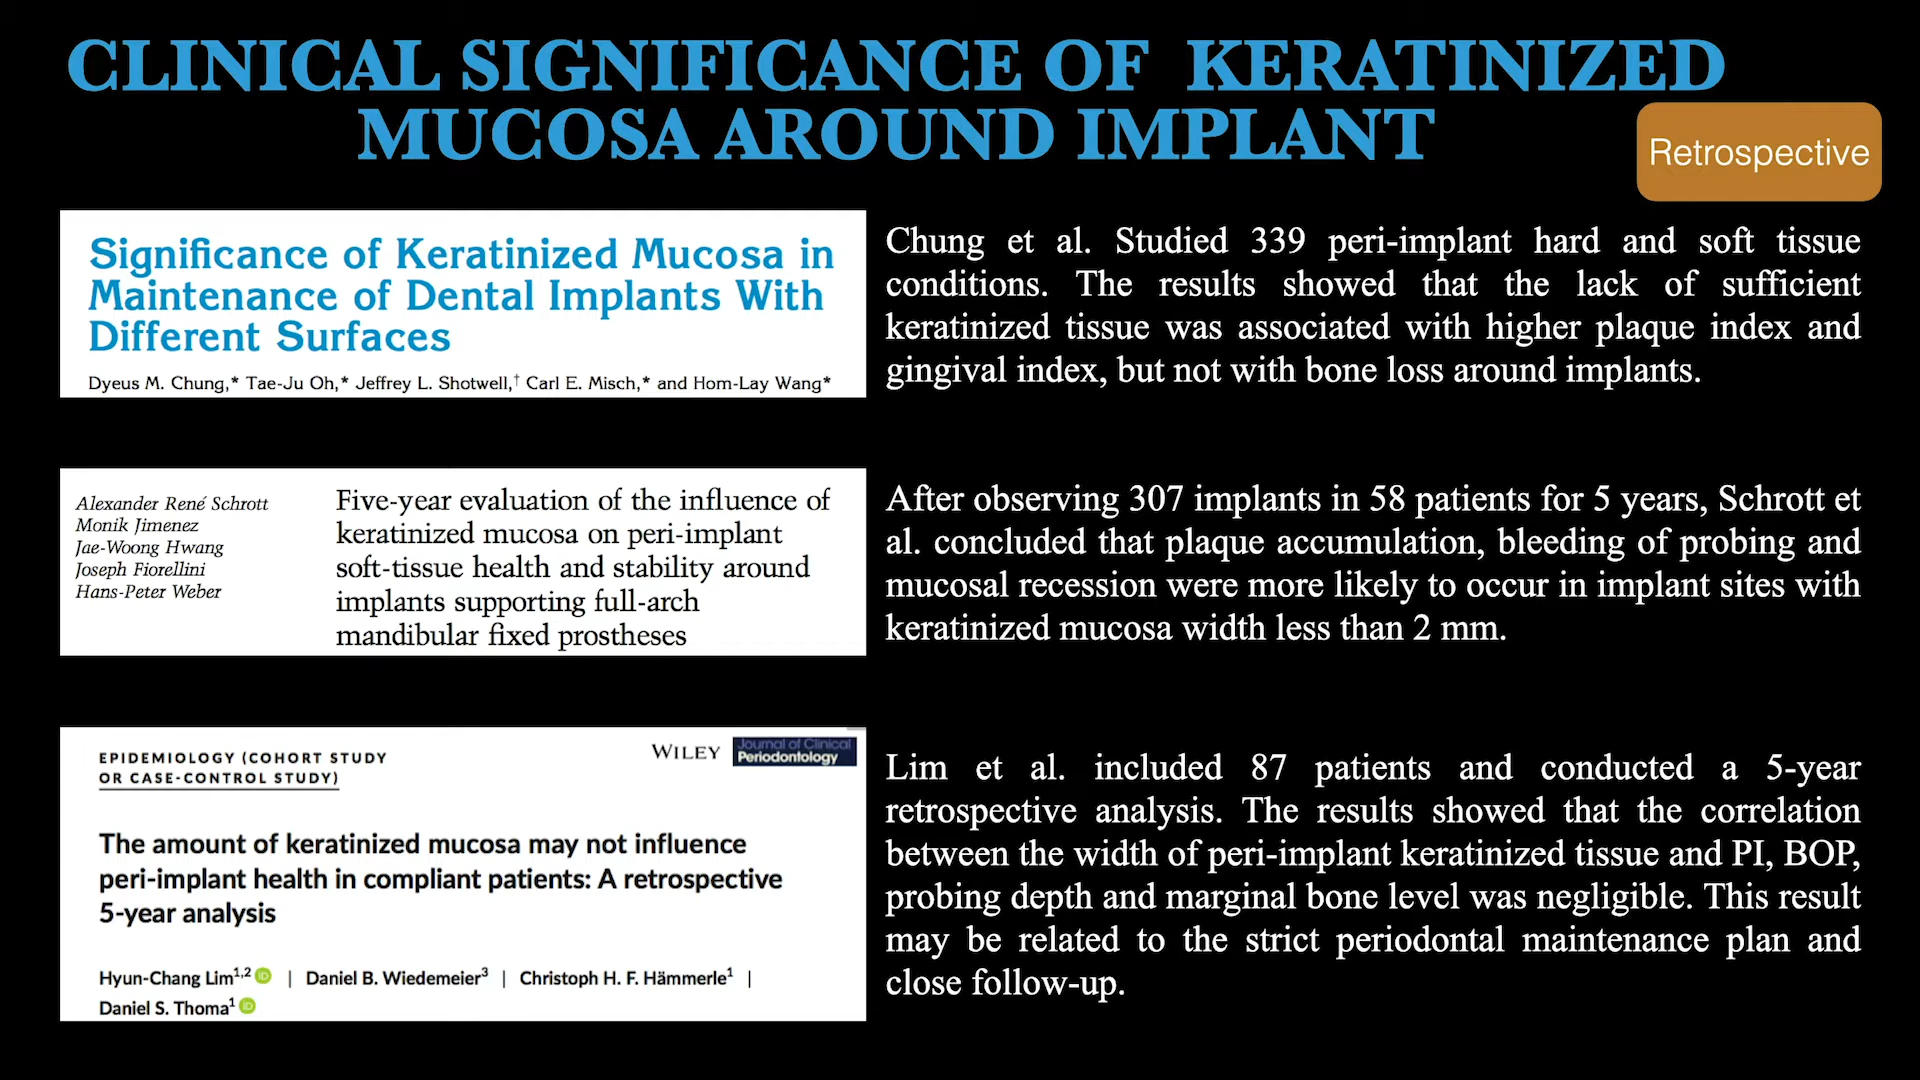 CLINICAL SIGNIFICANCE OF KERATINIZED
MUCOSA AROUND IMPLANT
Retrospective
Significance of Keratinized Mucosa in
Maintenance of Dental Implants With
Different Surfaces
Dyeus M. Chung,* Tae-Ju Oh,* Jeffrey L. Shotwell,† Carl E. Misch,* and Hom-Lay Wang*
Chung et al. Studied 339 peri-implant hard and soft tissue
conditions. The results showed that the lack of sufficient
keratinized tissue was associated with higher plaque index and
gingival index, but not with bone loss around implants.
Alexander René Schrott
Monik Jimenez
Jae-Woong Hwang
Joseph Fiorellini
Hans-Peter Weber
Five-year evaluation of the influence of
keratinized mucosa on peri-implant
soft-tissue health and stability around
implants supporting full-arch
mandibular fixed prostheses
After observing 307 implants in 58 patients for 5 years, Schrott et
al. concluded that plaque accumulation, bleeding of probing and
mucosal recession were more likely to occur in implant sites with
keratinized mucosa width less than 2 mm.
EPIDEMIOLOGY (COHORT STUDY
OR CASE-CONTROL STUDY)
WILEY
Journal of Clinical
Periodontology
The amount of keratinized mucosa may not influence
peri-implant health in compliant patients: A retrospective
5-year analysis
Hyun-Chang Lim1,2 iD | Daniel B. Wiedemeier3 | Christoph H. F. Hämmerle1 |
Daniel S. Thoma1 iD
Lim et al. included 87 patients and conducted a 5-year
retrospective analysis. The results showed that the correlation
between the width of peri-implant keratinized tissue and PI, BOP,
probing depth and marginal bone level was negligible. This result
may be related to the strict periodontal maintenance plan and
close follow-up.